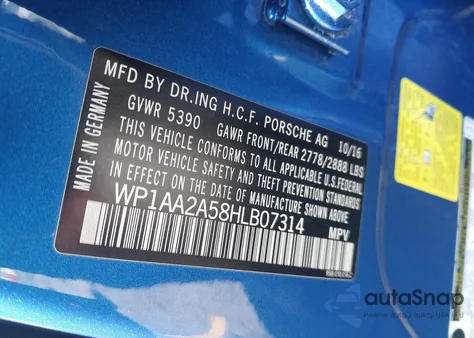 MFD BY DR.ING H.C.F. PORSCHE AG 10/16
GVWR 5390 GAWR FRONT/REAR 2778/2888 LBS
THIS VEHICLE CONFORMS TO ALL APPLICABLE U.S.FEDERAL
MOTOR VEHICLE SAFETY, BUMPER, AND THEFT PREVENTION
STANDARDS IN EFFECT ON THE DATE OF MANUFACTURE SHOWN ABOVE
WP1AA2A58HLB07314 MPV
MADE IN GERMANY
autoSnap